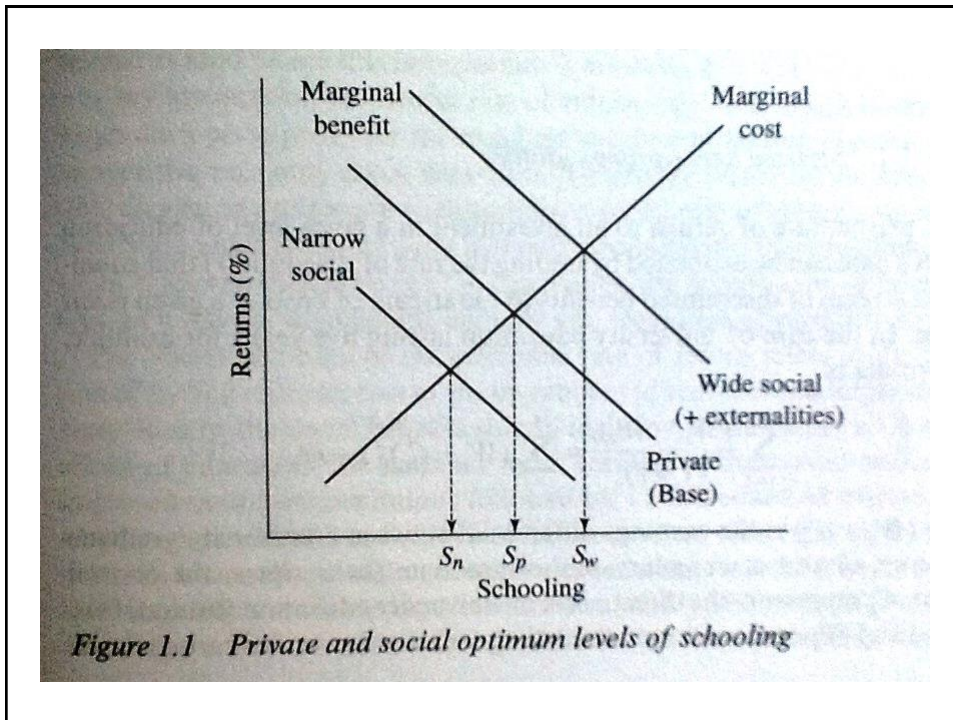 Marginal
benefit
Marginal
cost
Narrow
social
Returns (%)
Wide social
(+ externalities)
Private
(Base)
Sn Sp Sw
Schooling
Figure 1.1 Private and social optimum levels of schooling